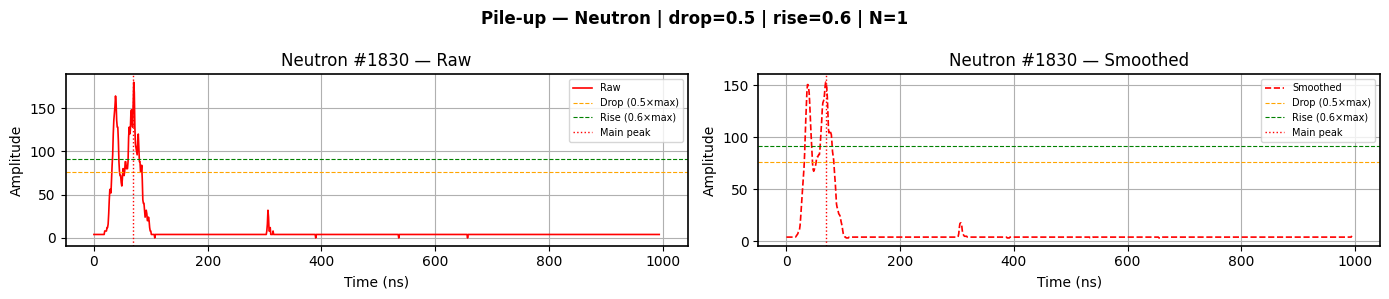 Pile-up — Neutron | drop=0.5 | rise=0.6 | N=1
Neutron #1830 — Raw
Amplitude
150
100
50
0
Raw
Drop (0.5×max)
Rise (0.6×max)
Main peak
0 200 400 600 800 1000
Time (ns)
Neutron #1830 — Smoothed
Amplitude
150
100
50
0
Smoothed
Drop (0.5×max)
Rise (0.6×max)
Main peak
0 200 400 600 800 1000
Time (ns)